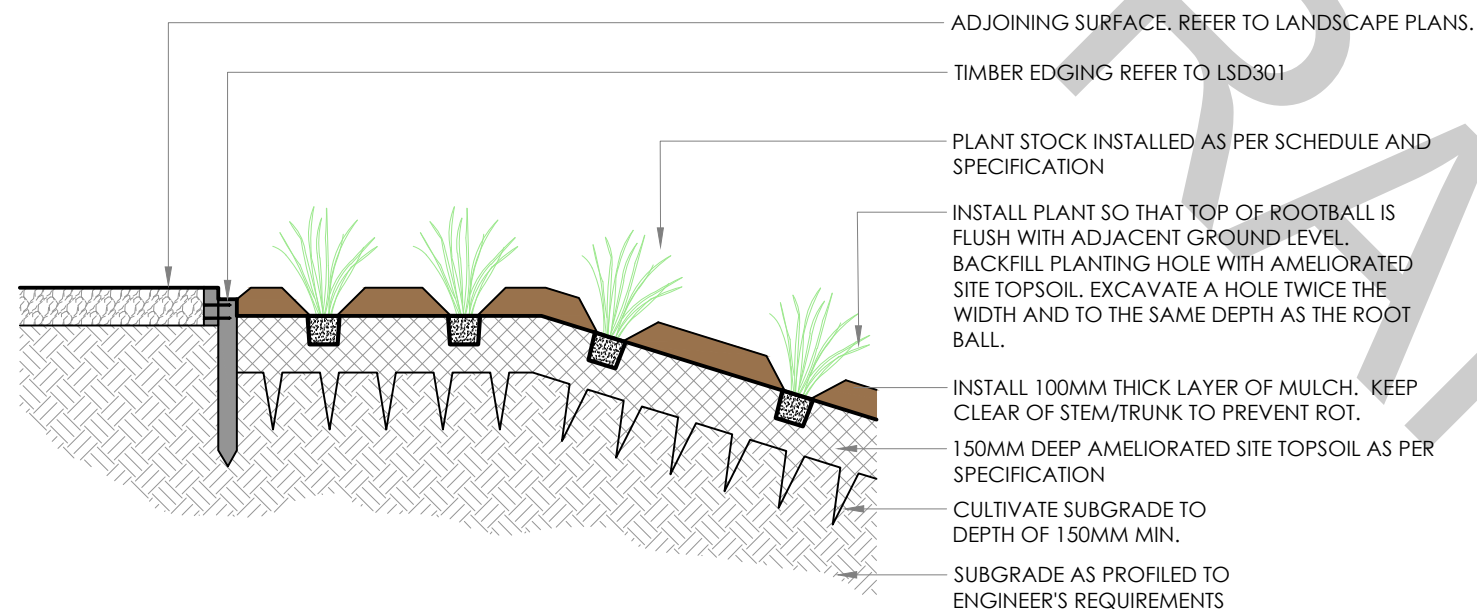 ADJOINING SURFACE. REFER TO LANDSCAPE PLANS.
TIMBER EDGING REFER TO LSD301
PLANT STOCK INSTALLED AS PER SCHEDULE AND
SPECIFICATION
INSTALL PLANT SO THAT TOP OF ROOTBALL IS
FLUSH WITH ADJACENT GROUND LEVEL.
BACKFILL PLANTING HOLE WITH AMELIORATED
SITE TOPSOIL. EXCAVATE A HOLE TWICE THE
WIDTH AND TO THE SAME DEPTH AS THE ROOT
BALL.
INSTALL 100MM THICK LAYER OF MULCH. KEEP
CLEAR OF STEM/TRUNK TO PREVENT ROT.
150MM DEEP AMELIORATED SITE TOPSOIL AS PER
SPECIFICATION
CULTIVATE SUBGRADE TO
DEPTH OF 150MM MIN.
SUBGRADE AS PROFILED TO
ENGINEER'S REQUIREMENTS